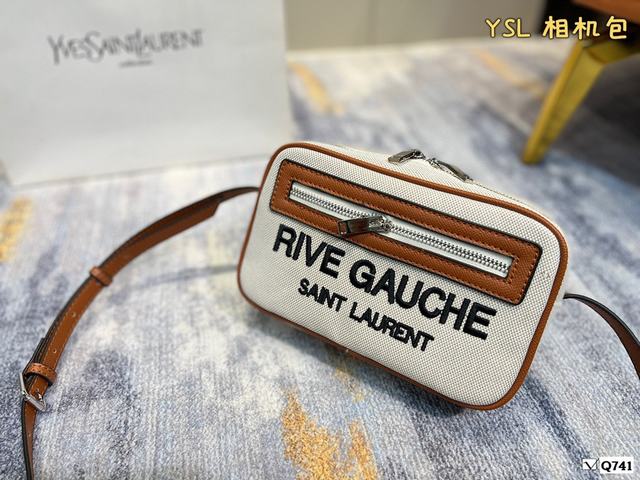 YVESSAINTLAURENT
YSL 相机包
RIVE GAUCHE
SAINT LAURENT
Q741